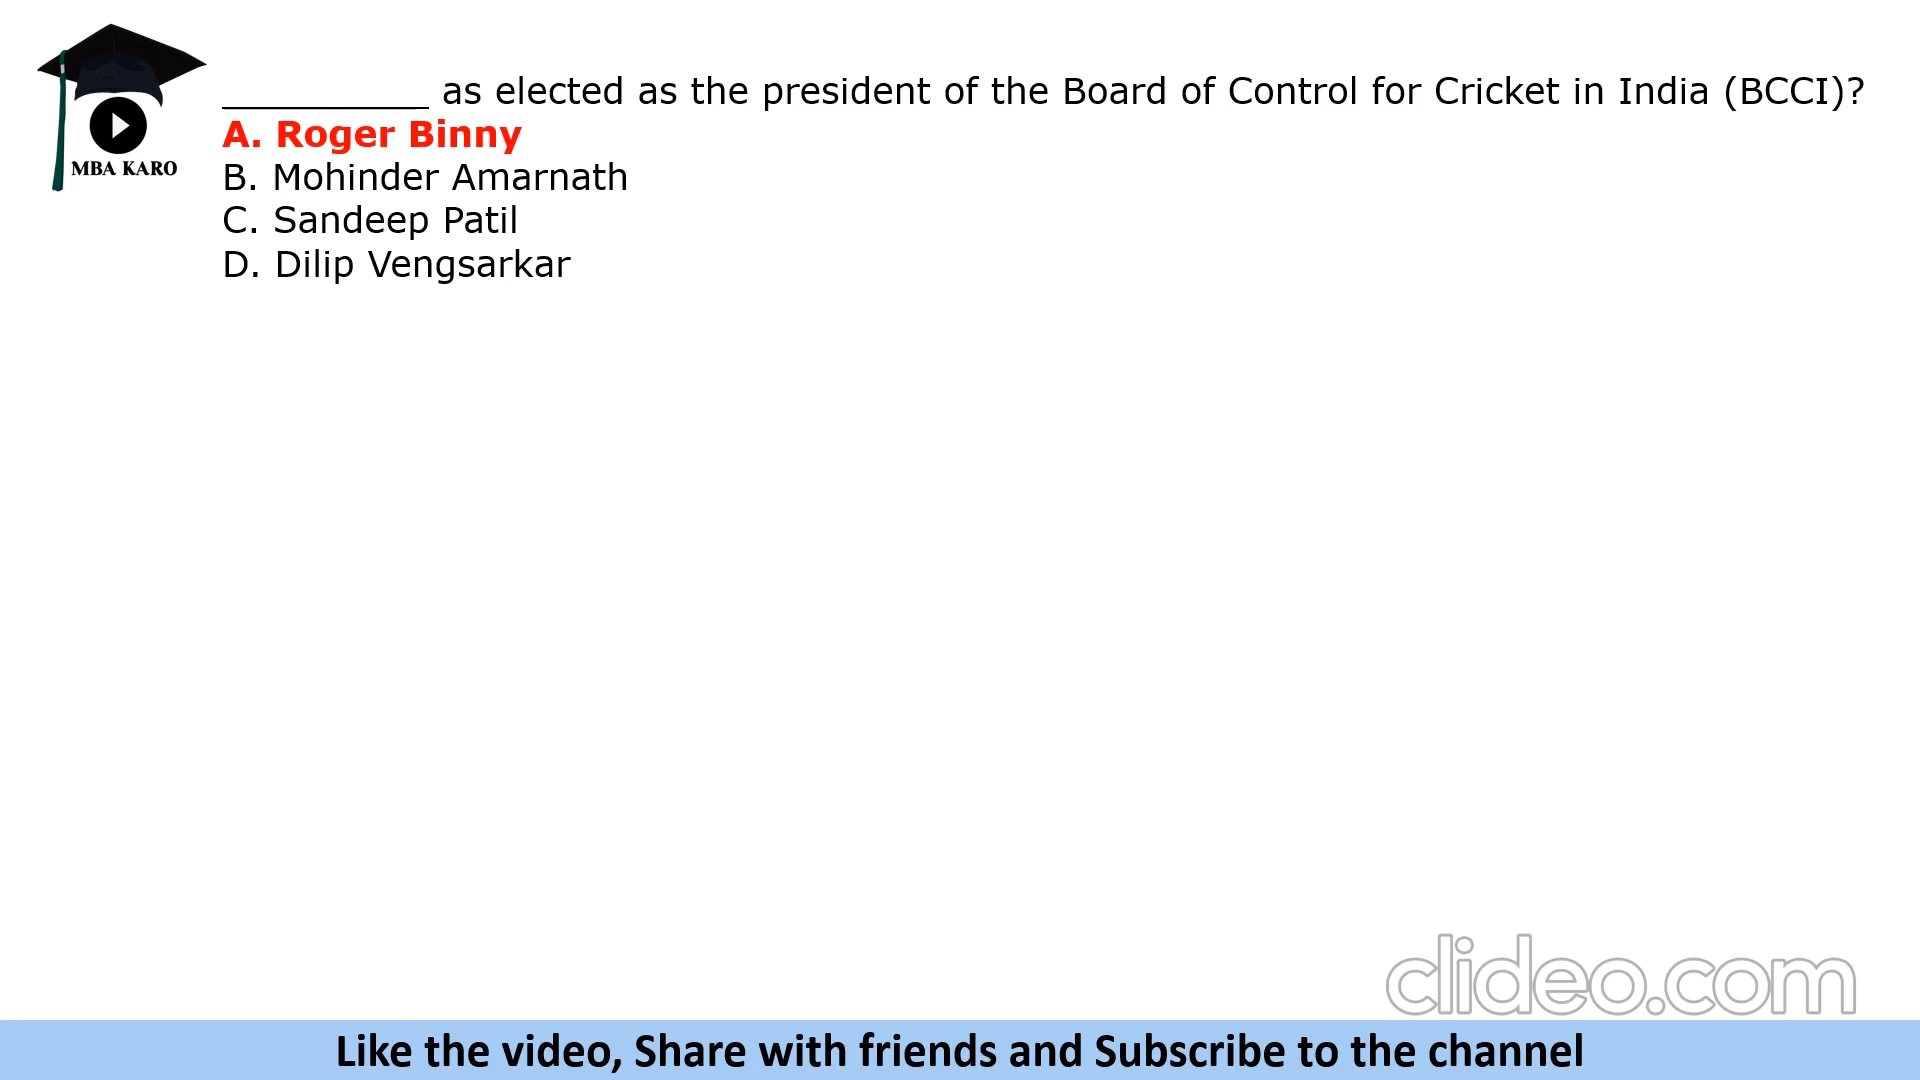 __________ as elected as the president of the Board of Control for Cricket in India (BCCI)?
A. Roger Binny
B. Mohinder Amarnath
C. Sandeep Patil
D. Dilip Vengsarkar
MBA KARO
clideo.com
Like the video, Share with friends and Subscribe to the channel